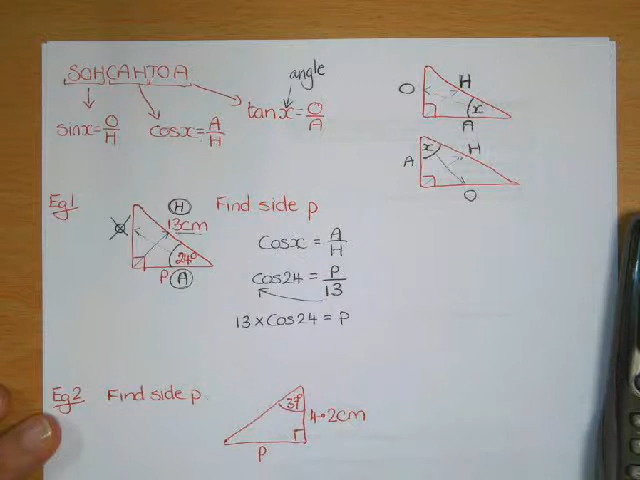 SOHCAHTOA
angle
sinx = O/H
cosx = A/H
tanx = O/A
O
H
x
A
x
A
H
O
Eg1
Find side p
O
H
13cm
24°
P
A
Cosx = A/H
Cos24 = P/13
13 x Cos24 = P
Eg2
Find side p.
4.2cm
P